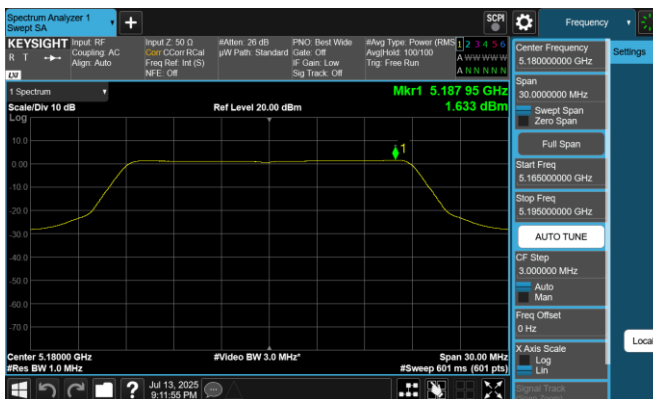 Spectrum Analyzer 1
Swept SA
SCPI
Frequency
KEYSIGHT
R T
LXI
Input: RF
Coupling: AC
Align: Auto
Input Z: 50 Ω
Corr CCorr RCal
Freq Ref: Int (S)
NFE: Off
#Atten: 26 dB
µW Path: Standard
PNO: Best Wide
Gate: Off
IF Gain: Low
Sig Track: Off
#Avg Type: Power (RMS
Avg|Hold: 100/100
Trig: Free Run
1 2 3 4 5 6
A W W W W W
A N N N N N
1 Spectrum
Scale/Div 10 dB
Log
Ref Level 20.00 dBm
Mkr1 5.187 95 GHz
1.633 dBm
10.0
0.00
-10.0
-20.0
-30.0
-40.0
-50.0
-60.0
-70.0
1
Center 5.18000 GHz
#Res BW 1.0 MHz
#Video BW 3.0 MHz*
Span 30.00 MHz
#Sweep 601 ms (601 pts)
Center Frequency
5.180000000 GHz
Settings
Span
30.0000000 MHz
Swept Span
Zero Span
Full Span
Start Freq
5.165000000 GHz
Stop Freq
5.195000000 GHz
AUTO TUNE
CF Step
3.000000 MHz
Auto
Man
Freq Offset
0 Hz
X Axis Scale
Log
Lin
Local
Signal Track
?
Jul 13, 2025
9:11:55 PM